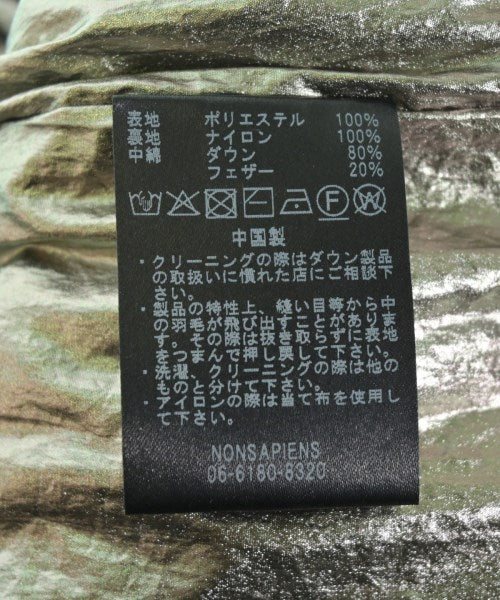 表地 ポリエステル 100%
裏地 ナイロン 100%
中綿 ダウン 80%
フェザー 20%
中国製
・クリーニングの際はダウン製品
の取扱いに慣れた店にご相談下
さい。
・製品の特性上、縫い目等から中
の羽毛が飛び出すことがありま
す。その際は抜き取らずに表地
をつまんで押し戻して下さい。
・洗濯、クリーニングの際は他の
ものと分けて下さい。
・アイロンの際は当て布を使用し
て下さい。
NONSAPIENS
06-6180-8320